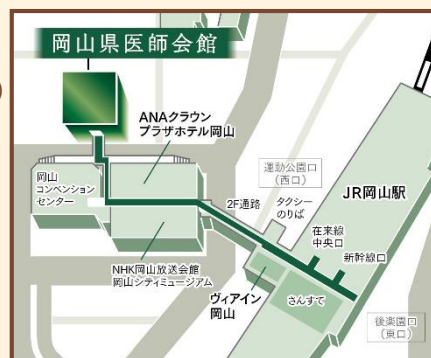 岡山県医師会館
ANAクラウン
プラザホテル岡山
岡山
コンベンション
センター
運動公園口
(西口)
タクシー
のりば
2F通路
JR岡山駅
在来線
中央口
新幹線口
NHK岡山放送会館
岡山シティミュージアム
ヴィアイン
岡山
さんすて
後楽園口
(東口)